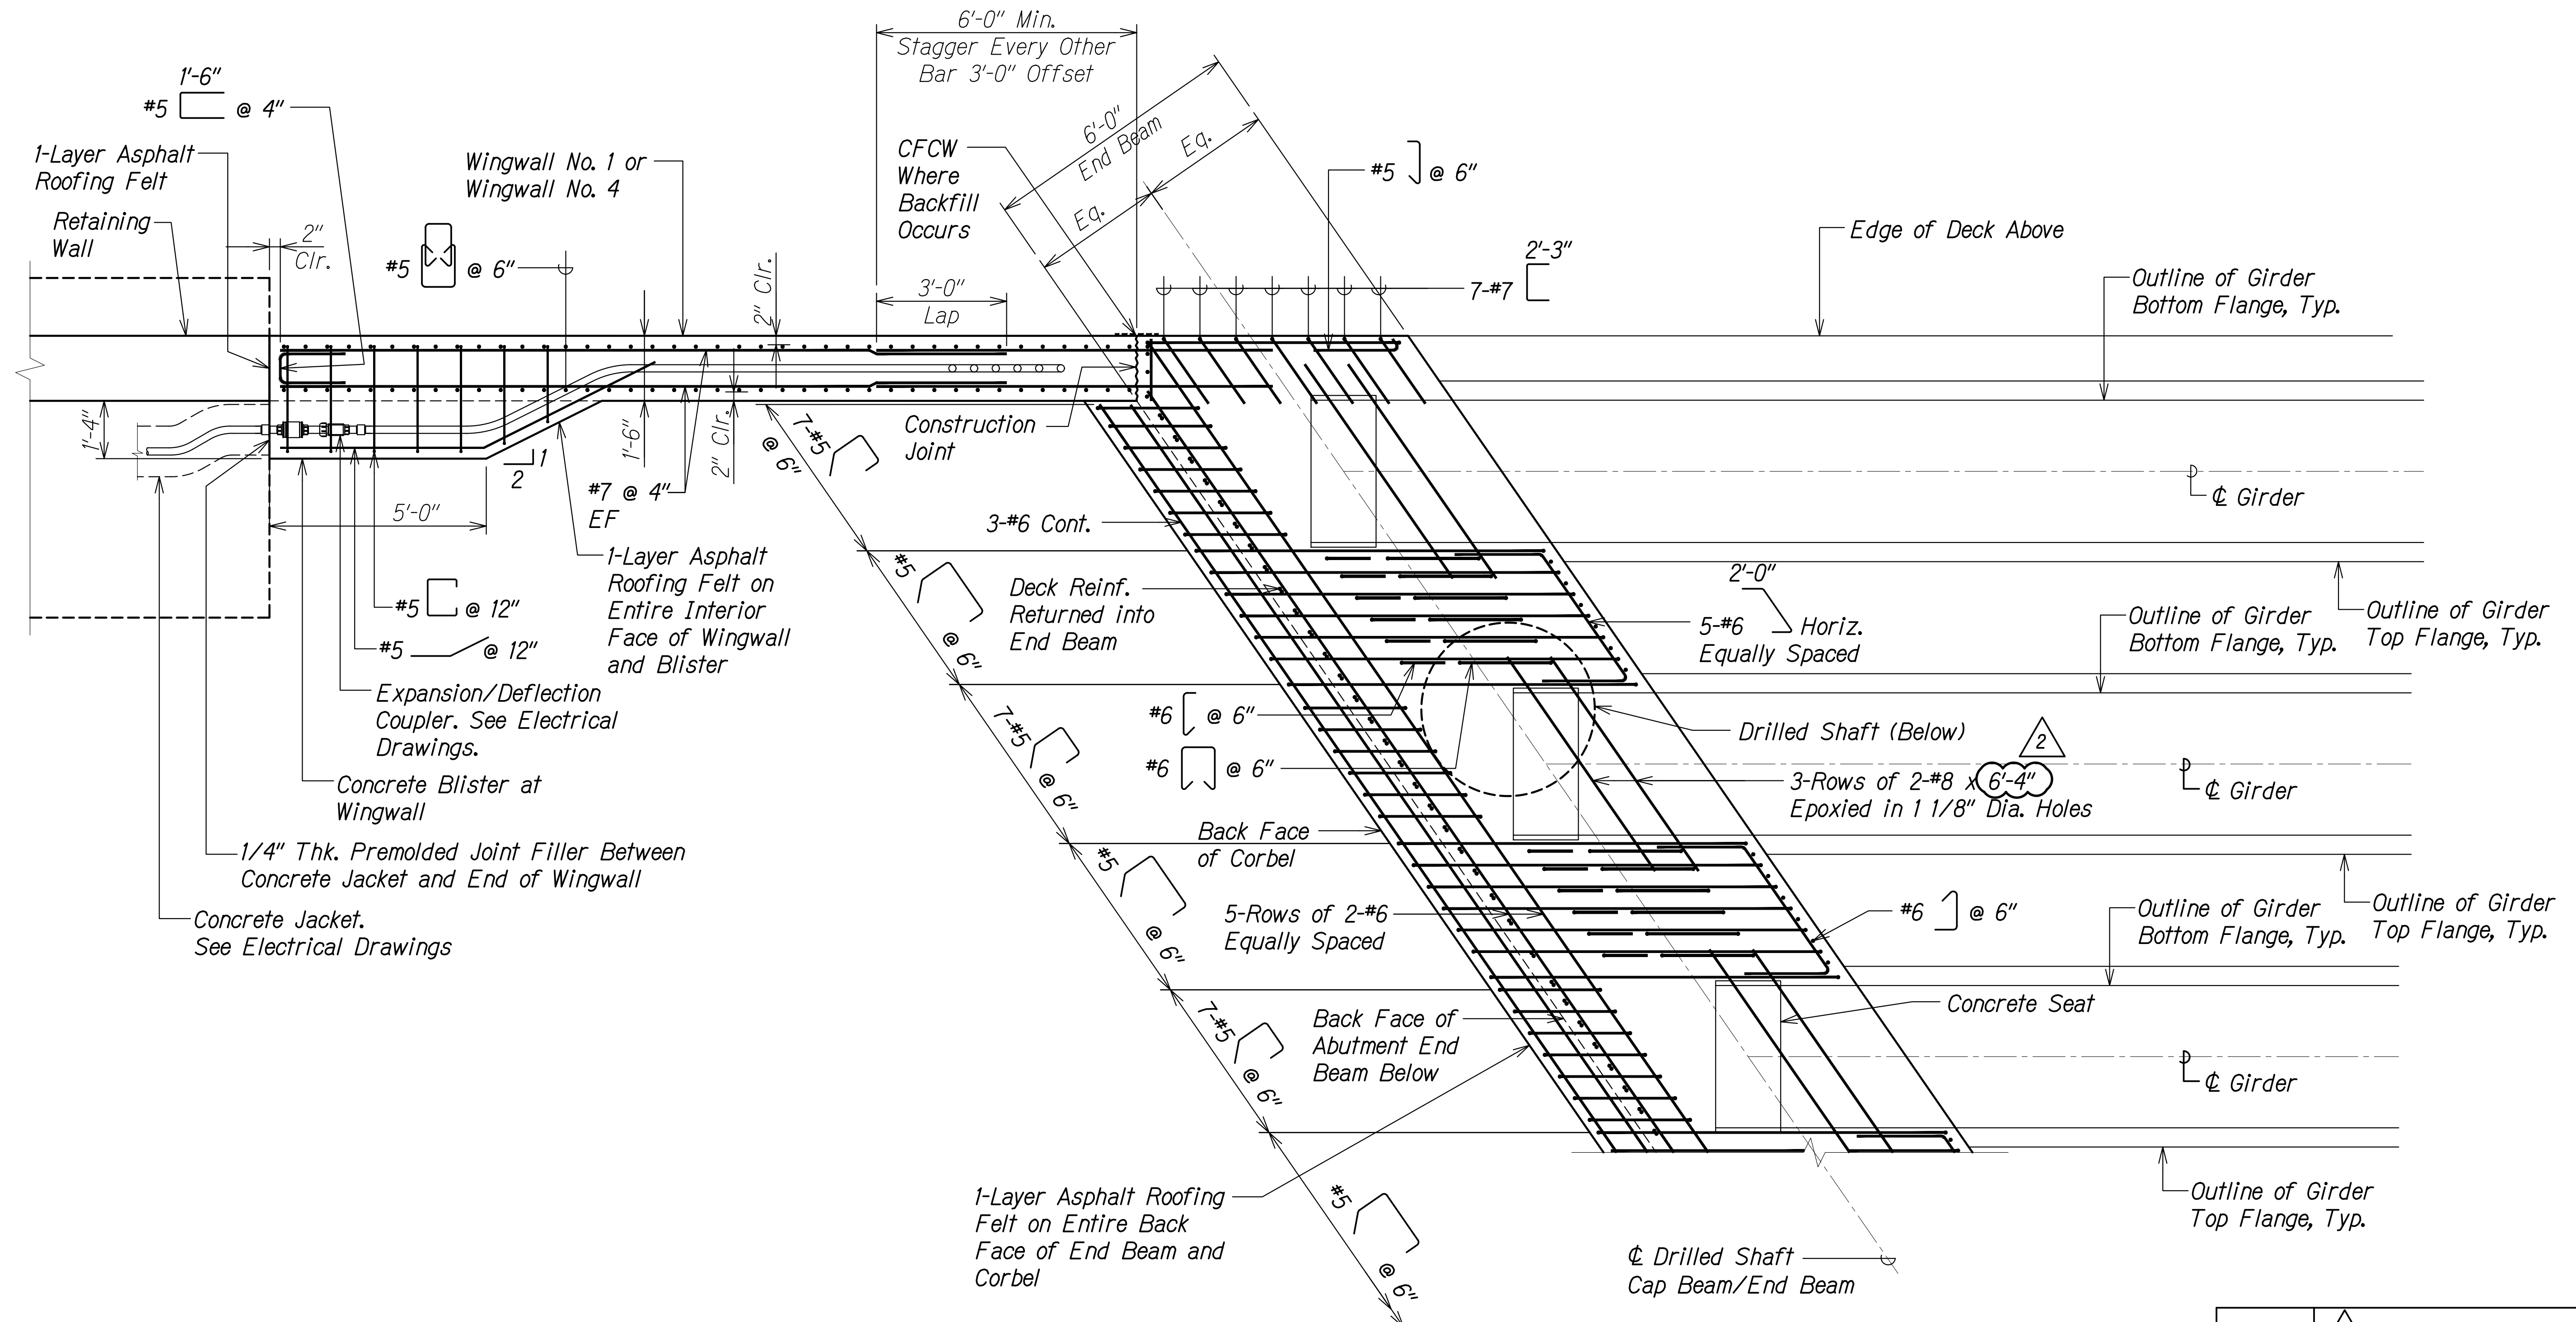 6'-0" Min.
Stagger Every Other
Bar 3'-0" Offset
1'-6"
#5 @ 4"
1-Layer Asphalt
Roofing Felt
Retaining
Wall
2"
Clr.
Wingwall No. 1 or
Wingwall No. 4
#5 @ 6"
CFCW
Where
Backfill
Occurs
6'-0"
End Beam
Eq.
Eq.
#5 @ 6"
2'-3"
7-#7
Edge of Deck Above
Outline of Girder
Bottom Flange, Typ.
2" Clr.
3'-0"
Lap
1'-4"
1'-6"
2" Clr.
Construction
Joint
1
2
5'-0"
#7 @ 4"
EF
7-#5 @ 6"
℄ Girder
3-#6 Cont.
1-Layer Asphalt
Roofing Felt on
Entire Interior
Face of Wingwall
and Blister
#5 @ 12"
#5 @ 12"
#5 @ 6"
Deck Reinf.
Returned into
End Beam
2'-0"
5-#6 Horiz.
Equally Spaced
Outline of Girder
Bottom Flange, Typ.
Outline of Girder
Top Flange, Typ.
Expansion/Deflection
Coupler. See Electrical
Drawings.
7-#5 @ 6"
#6 @ 6"
#6 @ 6"
Drilled Shaft (Below)
2
3-Rows of 2-#8 x 6'-4"
Epoxied in 1 1/8" Dia. Holes
℄ Girder
Concrete Blister at
Wingwall
Back Face
of Corbel
1/4" Thk. Premolded Joint Filler Between
Concrete Jacket and End of Wingwall
#5 @ 6"
5-Rows of 2-#6
Equally Spaced
#6 @ 6"
Outline of Girder
Bottom Flange, Typ.
Outline of Girder
Top Flange, Typ.
Concrete Jacket.
See Electrical Drawings
7-#5 @ 6"
Back Face of
Abutment End
Beam Below
Concrete Seat
℄ Girder
1-Layer Asphalt Roofing
Felt on Entire Back
Face of End Beam and
Corbel
#5 @ 6"
Outline of Girder
Top Flange, Typ.
℄ Drilled Shaft
Cap Beam/End Beam